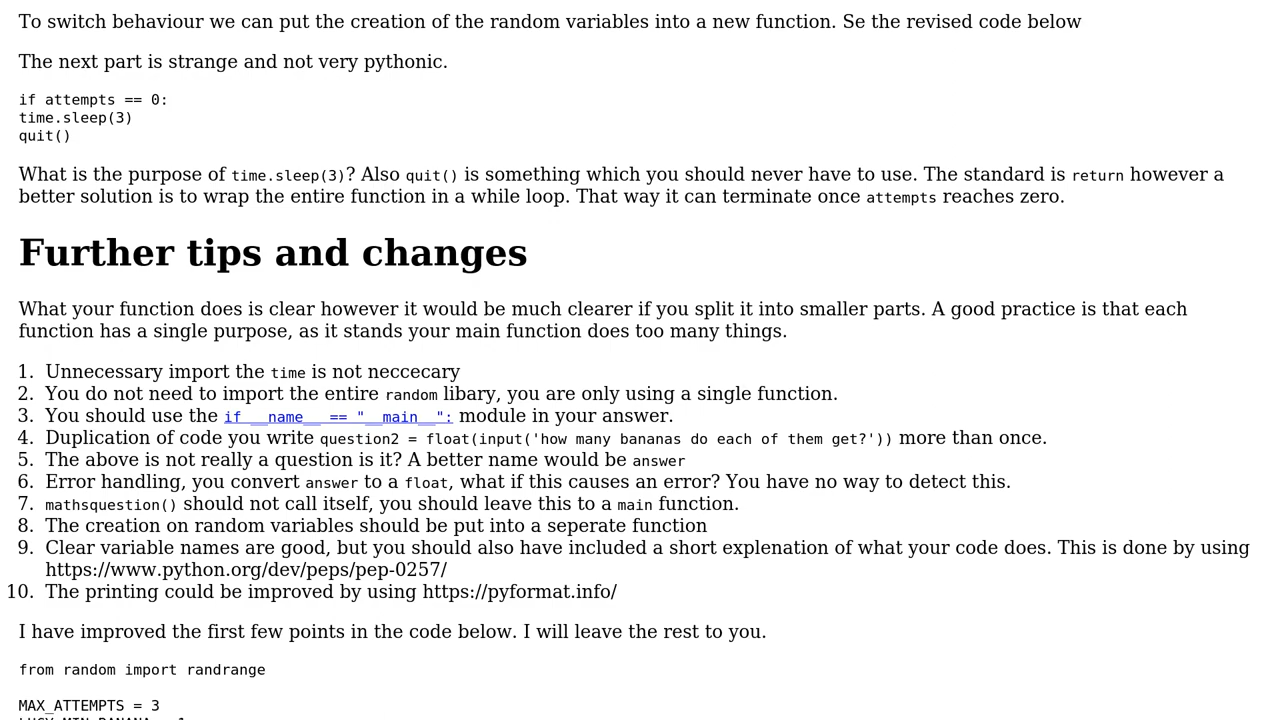 To switch behaviour we can put the creation of the random variables into a new function. Se the revised code below
The next part is strange and not very pythonic.
if attempts == 0:
time.sleep(3)
quit()
What is the purpose of time.sleep(3)? Also quit() is something which you should never have to use. The standard is return however a
better solution is to wrap the entire function in a while loop. That way it can terminate once attempts reaches zero.
Further tips and changes
What your function does is clear however it would be much clearer if you split it into smaller parts. A good practice is that each
function has a single purpose, as it stands your main function does too many things.
1. Unnecessary import the time is not neccecary
2. You do not need to import the entire random libary, you are only using a single function.
3. You should use the if __name__ == "__main__": module in your answer.
4. Duplication of code you write question2 = float(input('how many bananas do each of them get?')) more than once.
5. The above is not really a question is it? A better name would be answer
6. Error handling, you convert answer to a float, what if this causes an error? You have no way to detect this.
7. mathsquestion() should not call itself, you should leave this to a main function.
8. The creation on random variables should be put into a seperate function
9. Clear variable names are good, but you should also have included a short explenation of what your code does. This is done by using
https://www.python.org/dev/peps/pep-0257/
10. The printing could be improved by using https://pyformat.info/
I have improved the first few points in the code below. I will leave the rest to you.
from random import randrange
MAX_ATTEMPTS = 3